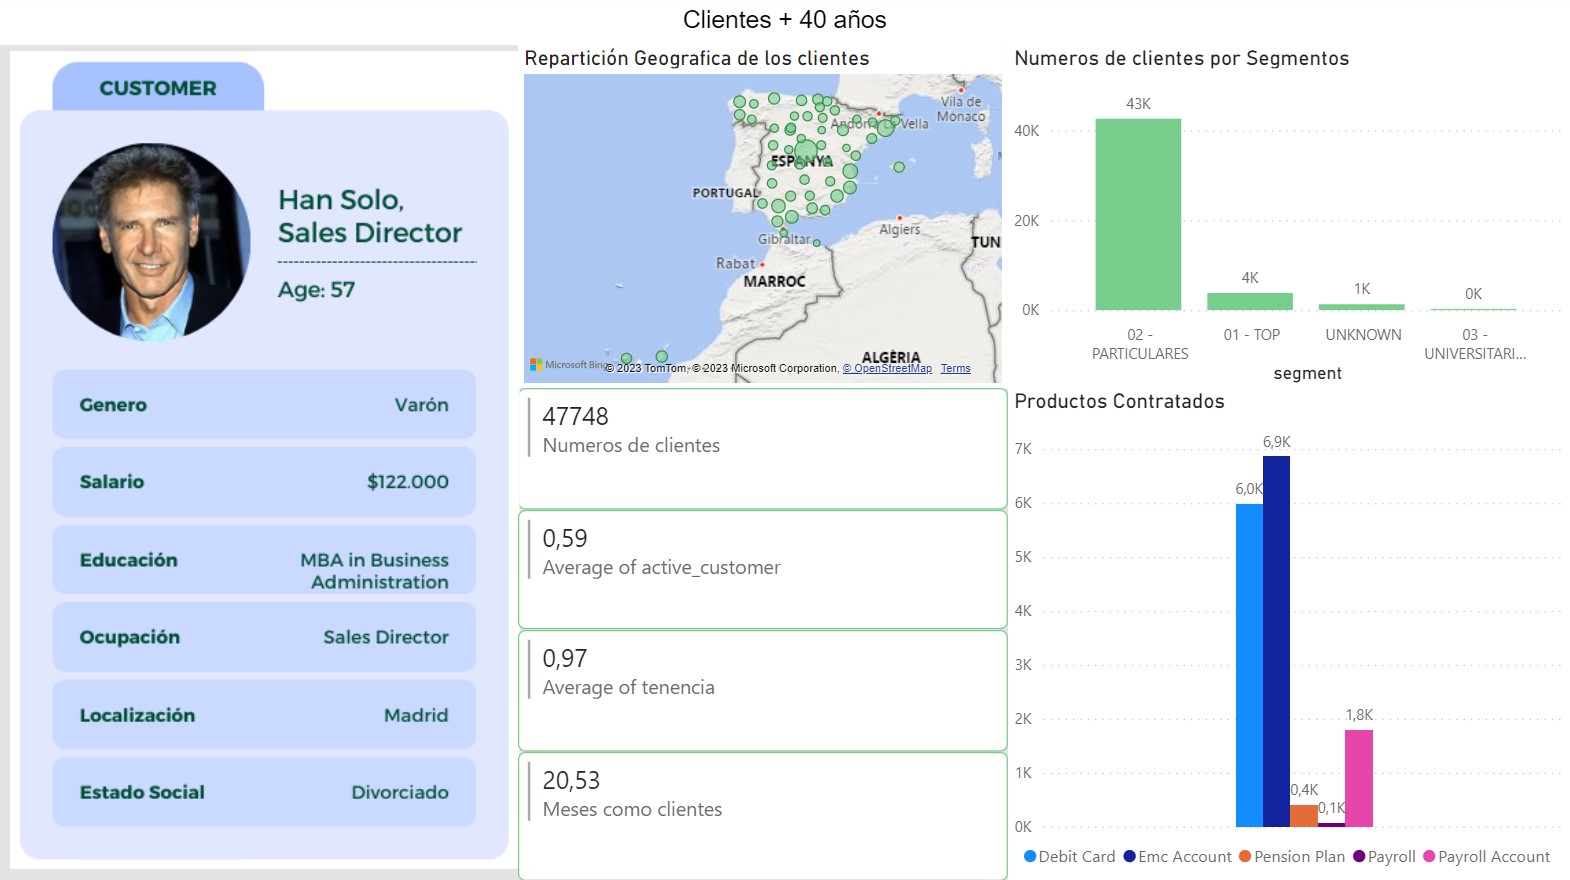 Clientes + 40 años
CUSTOMER
Han Solo,
Sales Director
Age: 57
Genero
Varón
Salario
$122.000
Educación
MBA in Business
Administration
Ocupación
Sales Director
Localización
Madrid
Estado Social
Divorciado
Repartición Geografica de los clientes
Vila de
Mónaco
Andorra La Vella
ESPANYA
PORTUGAL
Gibraltar
Algiers
TUN
Rabat
MARROC
ALGÈRIA
Microsoft Bing
© 2023 TomTom, © 2023 Microsoft Corporation, © OpenStreetMap Terms
47748
Numeros de clientes
0,59
Average of active_customer
0,97
Average of tenencia
20,53
Meses como clientes
Numeros de clientes por Segmentos
43K
40K
4K
20K
1K
0K
0K
02 -
PARTICULARES
01 - TOP
UNKNOWN
03 -
UNIVERSITARI...
segment
Productos Contratados
7K
6,9K
6,0K
6K
5K
4K
3K
2K
1,8K
1K
0,4K
0,1K
0K
Debit Card Emc Account Pension Plan Payroll Payroll Account